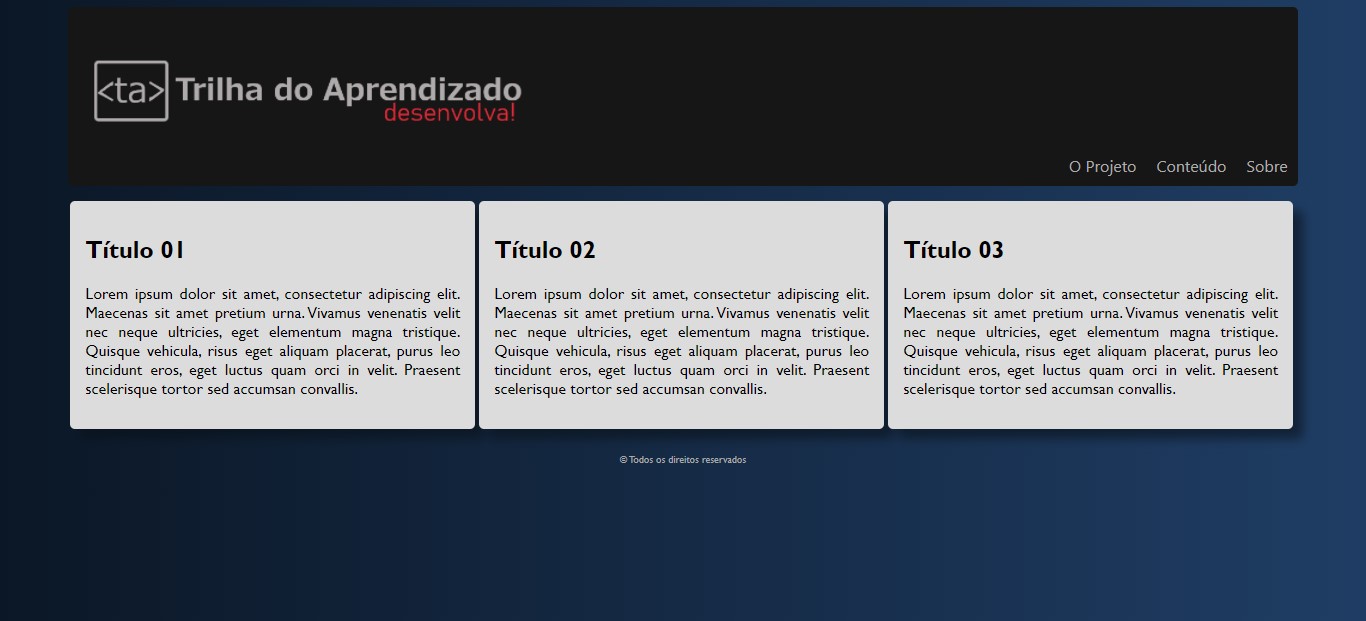 <ta> Trilha do Aprendizado
desenvolva!
O Projeto Conteúdo Sobre
Título 01
Lorem ipsum dolor sit amet, consectetur adipiscing elit.
Maecenas sit amet pretium urna. Vivamus venenatis velit
nec neque ultricies, eget elementum magna tristique.
Quisque vehicula, risus eget aliquam placerat, purus leo
tincidunt eros, eget luctus quam orci in velit. Praesent
scelerisque tortor sed accumsan convallis.
Título 02
Lorem ipsum dolor sit amet, consectetur adipiscing elit.
Maecenas sit amet pretium urna. Vivamus venenatis velit
nec neque ultricies, eget elementum magna tristique.
Quisque vehicula, risus eget aliquam placerat, purus leo
tincidunt eros, eget luctus quam orci in velit. Praesent
scelerisque tortor sed accumsan convallis.
Título 03
Lorem ipsum dolor sit amet, consectetur adipiscing elit.
Maecenas sit amet pretium urna. Vivamus venenatis velit
nec neque ultricies, eget elementum magna tristique.
Quisque vehicula, risus eget aliquam placerat, purus leo
tincidunt eros, eget luctus quam orci in velit. Praesent
scelerisque tortor sed accumsan convallis.
© Todos os direitos reservados